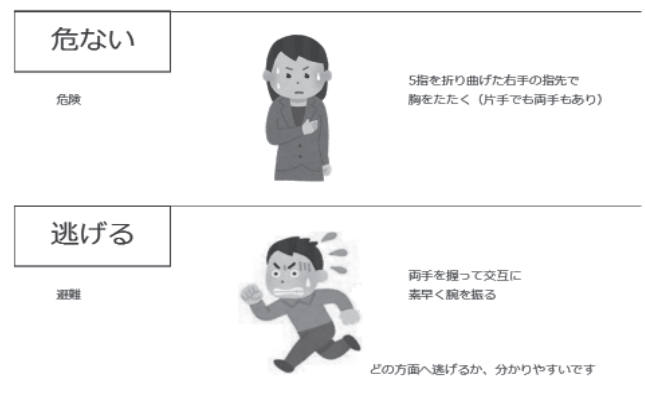 危ない
危険
5指を折り曲げた右手の指先で
胸をたたく（片手でも両手もあり）
逃げる
避難
両手を握って交互に
素早く腕を振る
どの方面へ逃げるか、分かりやすいです